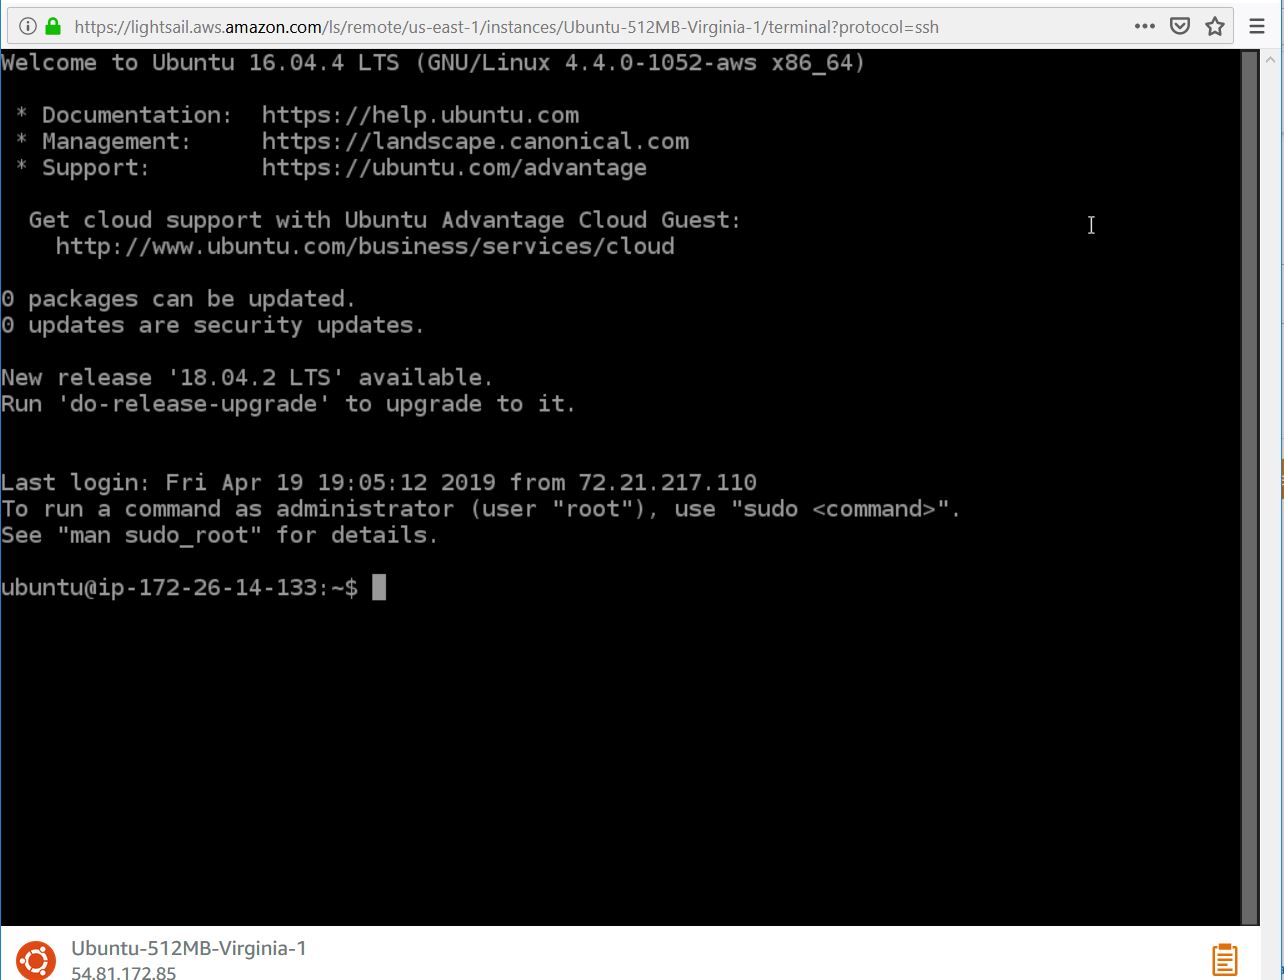 https://lightsail.aws.amazon.com/ls/remote/us-east-1/instances/Ubuntu-512MB-Virginia-1/terminal?protocol=ssh
Welcome to Ubuntu 16.04.4 LTS (GNU/Linux 4.4.0-1052-aws x86_64)
* Documentation:  https://help.ubuntu.com
* Management:     https://landscape.canonical.com
* Support:        https://ubuntu.com/advantage
Get cloud support with Ubuntu Advantage Cloud Guest:
http://www.ubuntu.com/business/services/cloud
0 packages can be updated.
0 updates are security updates.
New release '18.04.2 LTS' available.
Run 'do-release-upgrade' to upgrade to it.
Last login: Fri Apr 19 19:05:12 2019 from 72.21.217.110
To run a command as administrator (user "root"), use "sudo <command>".
See "man sudo_root" for details.
ubuntu@ip-172-26-14-133:~$
Ubuntu-512MB-Virginia-1
54.81.172.85